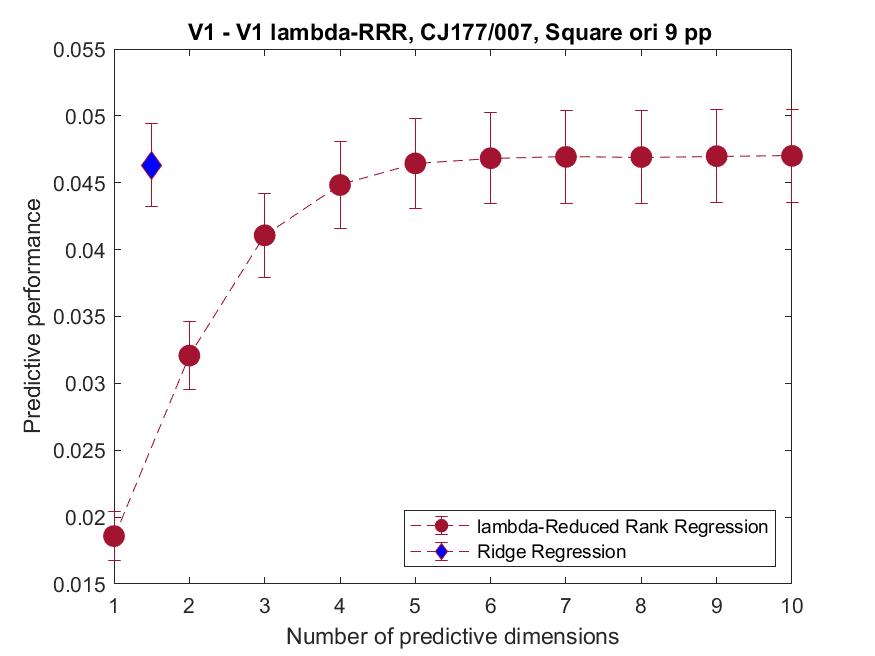 V1 - V1 lambda-RRR, CJ177/007, Square ori 9 pp
0.055
0.05
0.045
0.04
0.035
0.03
0.025
0.02
0.015
Predictive performance
1 2 3 4 5 6 7 8 9 10
Number of predictive dimensions
lambda-Reduced Rank Regression
Ridge Regression